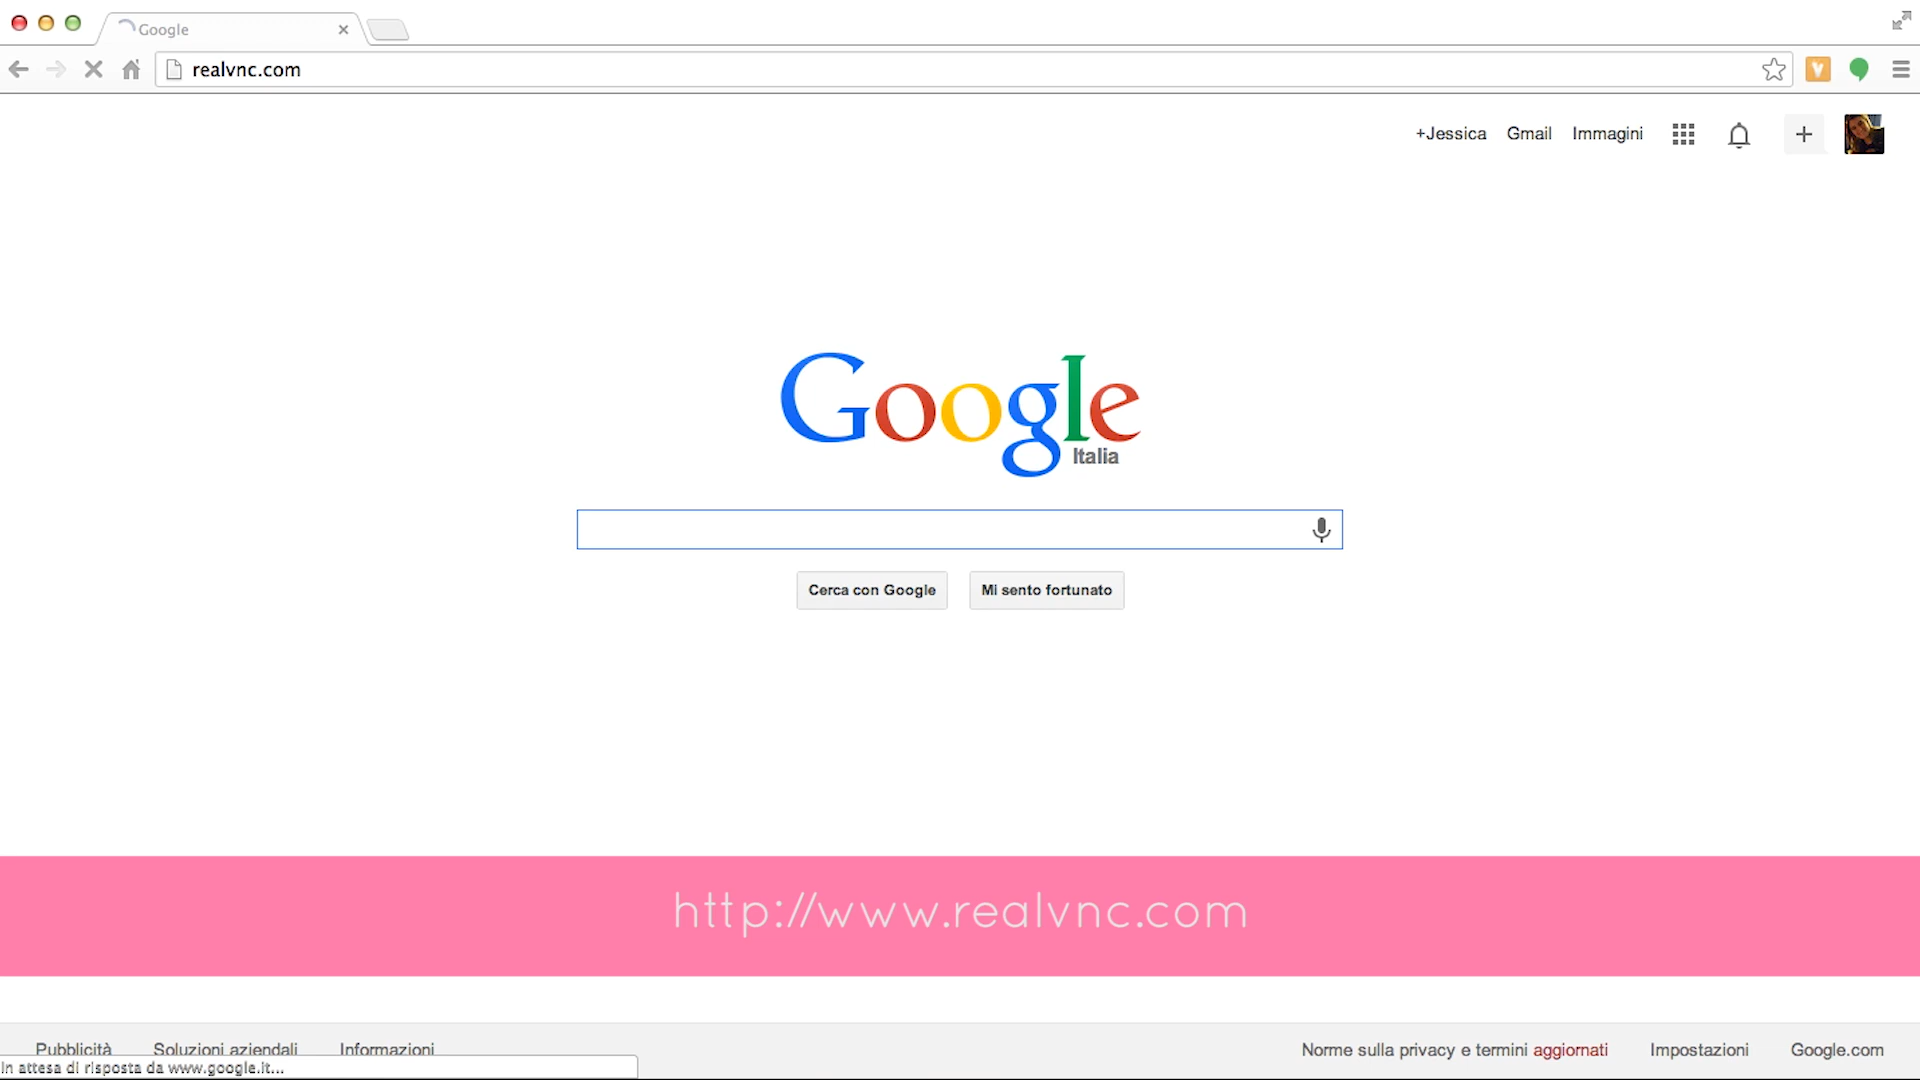 Google
realvnc.com
+Jessica Gmail Immagini
Google
Italia
Cerca con Google Mi sento fortunato
http://www.realvnc.com
Pubblicità Soluzioni aziendali Informazioni Norme sulla privacy e termini aggiornati Impostazioni Google.com
In attesa di risposta da www.google.it...